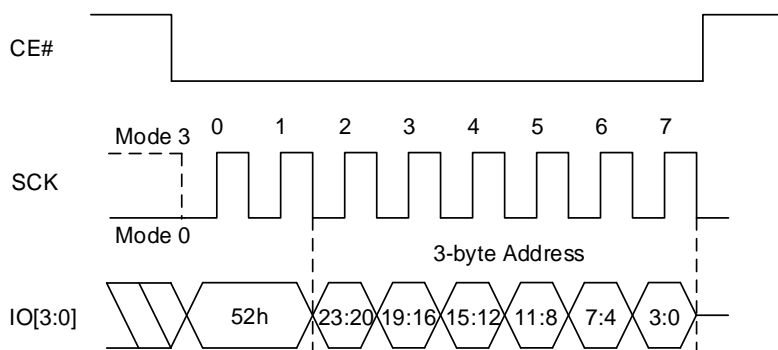 CE#
Mode 3
0 1 2 3 4 5 6 7
SCK
Mode 0
3-byte Address
IO[3:0]
52h 23:20 19:16 15:12 11:8 7:4 3:0